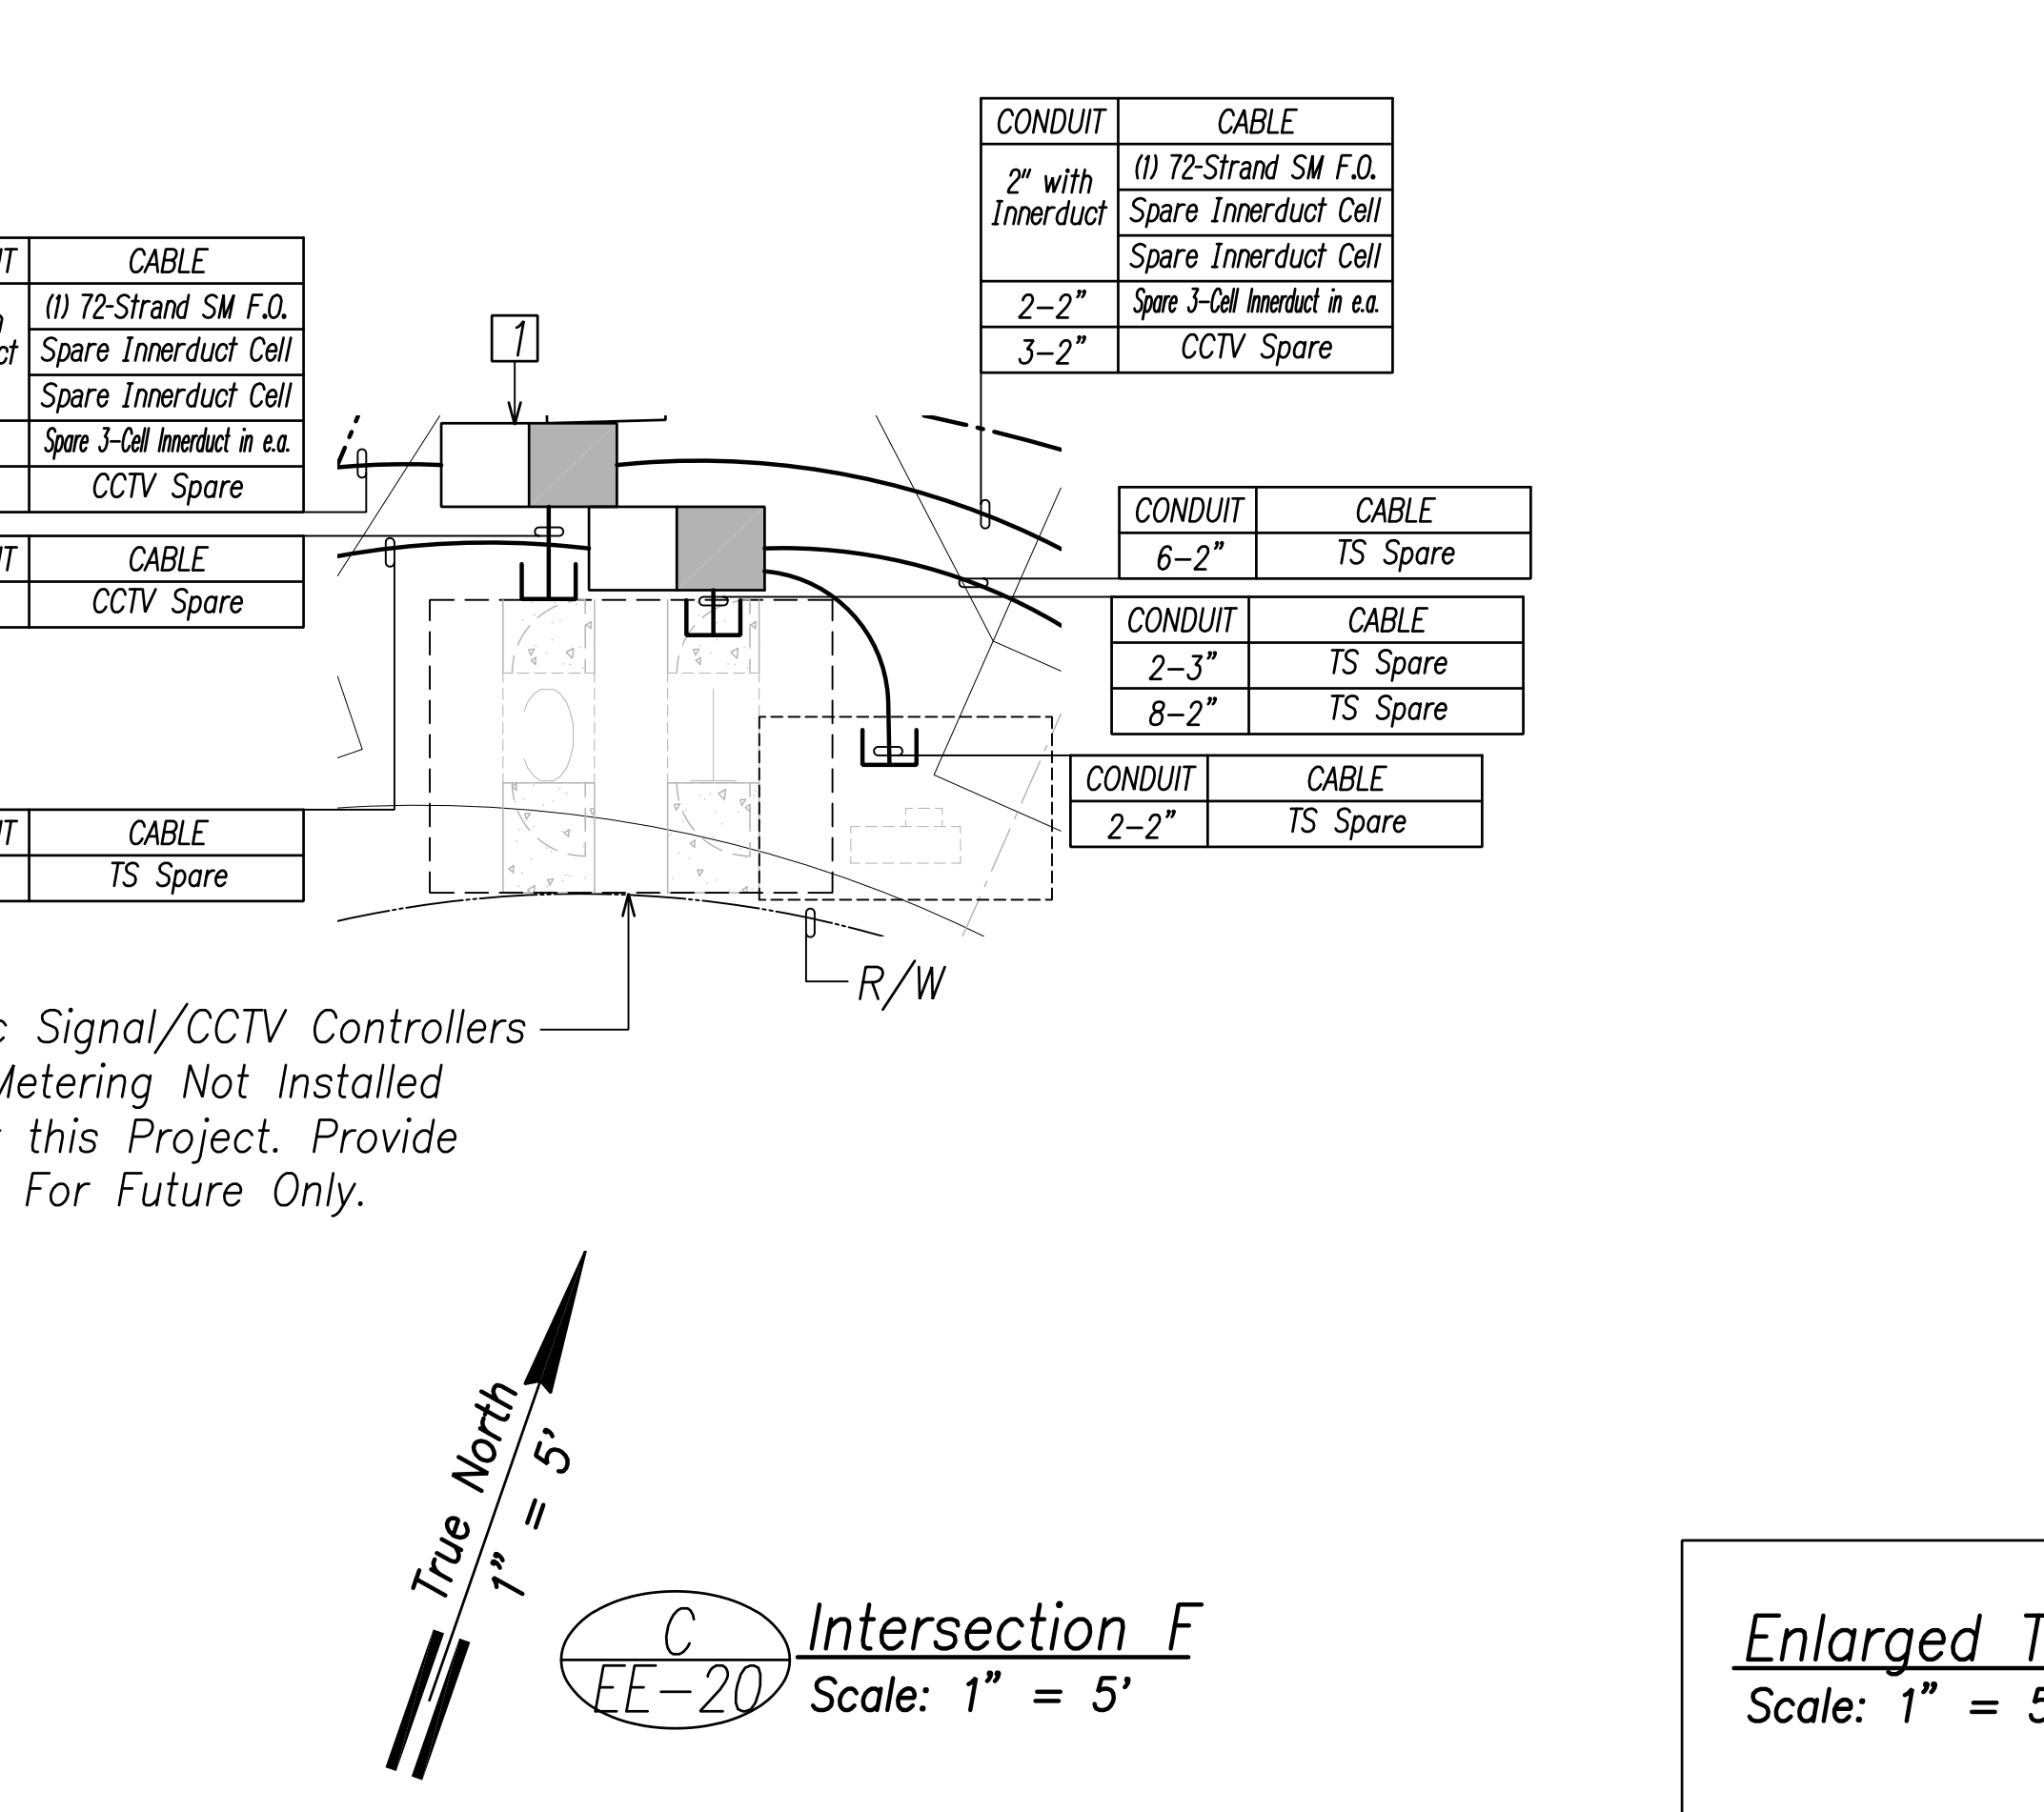 CONDUIT CABLE
2" with Innerduct
(1) 72-Strand SM F.O.
Spare Innerduct Cell
Spare Innerduct Cell
2-2" Spare 3-Cell Innerduct in e.a.
3-2" CCTV Spare
CABLE
(1) 72-Strand SM F.O.
Spare Innerduct Cell
Spare Innerduct Cell
Spare 3-Cell Innerduct in e.a.
CCTV Spare
1
CABLE
CCTV Spare
CONDUIT CABLE
6-2" TS Spare
CONDUIT CABLE
2-3" TS Spare
8-2" TS Spare
CONDUIT CABLE
2-2" TS Spare
CABLE
TS Spare
R/W
Signal/CCTV Controllers
Metering Not Installed
this Project. Provide
For Future Only.
True North
1" = 5'
C
EE-20
Intersection F
Scale: 1" = 5'
Enlarged T
Scale: 1" = 5